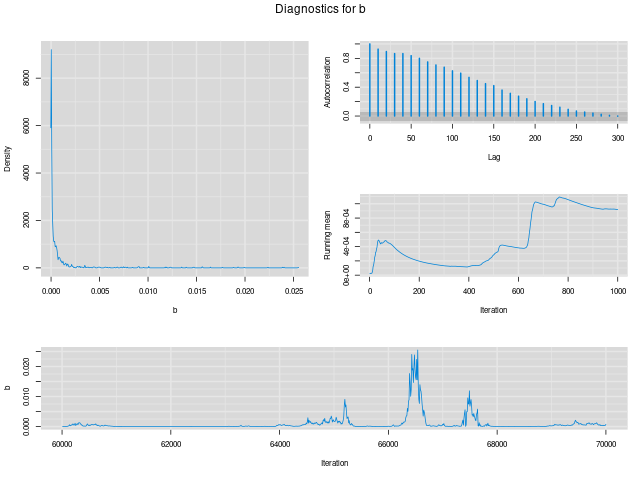 Diagnostics for b
Density
0 2000 4000 6000 8000
0.000 0.005 0.010 0.015 0.020 0.025
b
Autocorrelation
0.0 0.4 0.8
0 50 100 150 200 250 300
Lag
Running mean
0e+00 4e-04 8e-04
0 200 400 600 800 1000
Iteration
b
0.000 0.010 0.020
60000 62000 64000 66000 68000 70000
Iteration